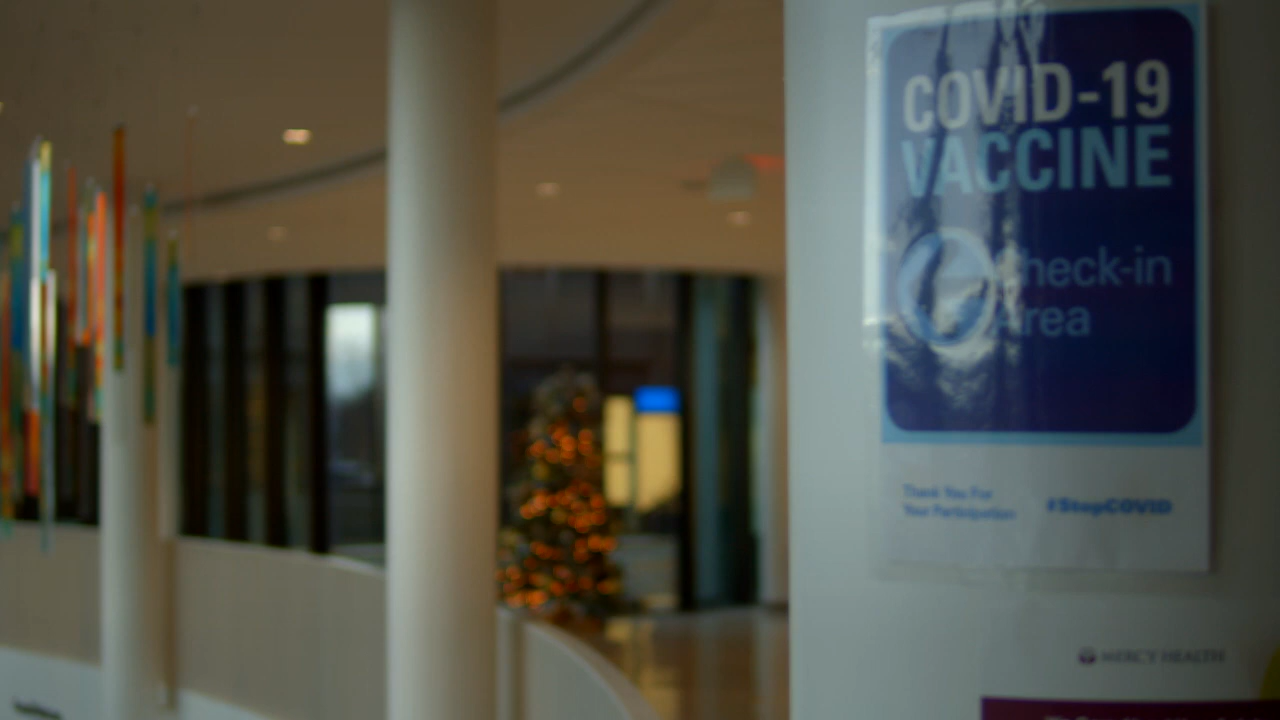 COVID-19
VACCINE
Check-in
Area
Thank You For
Your Participation
#StopCOVID
MERCY HEALTH